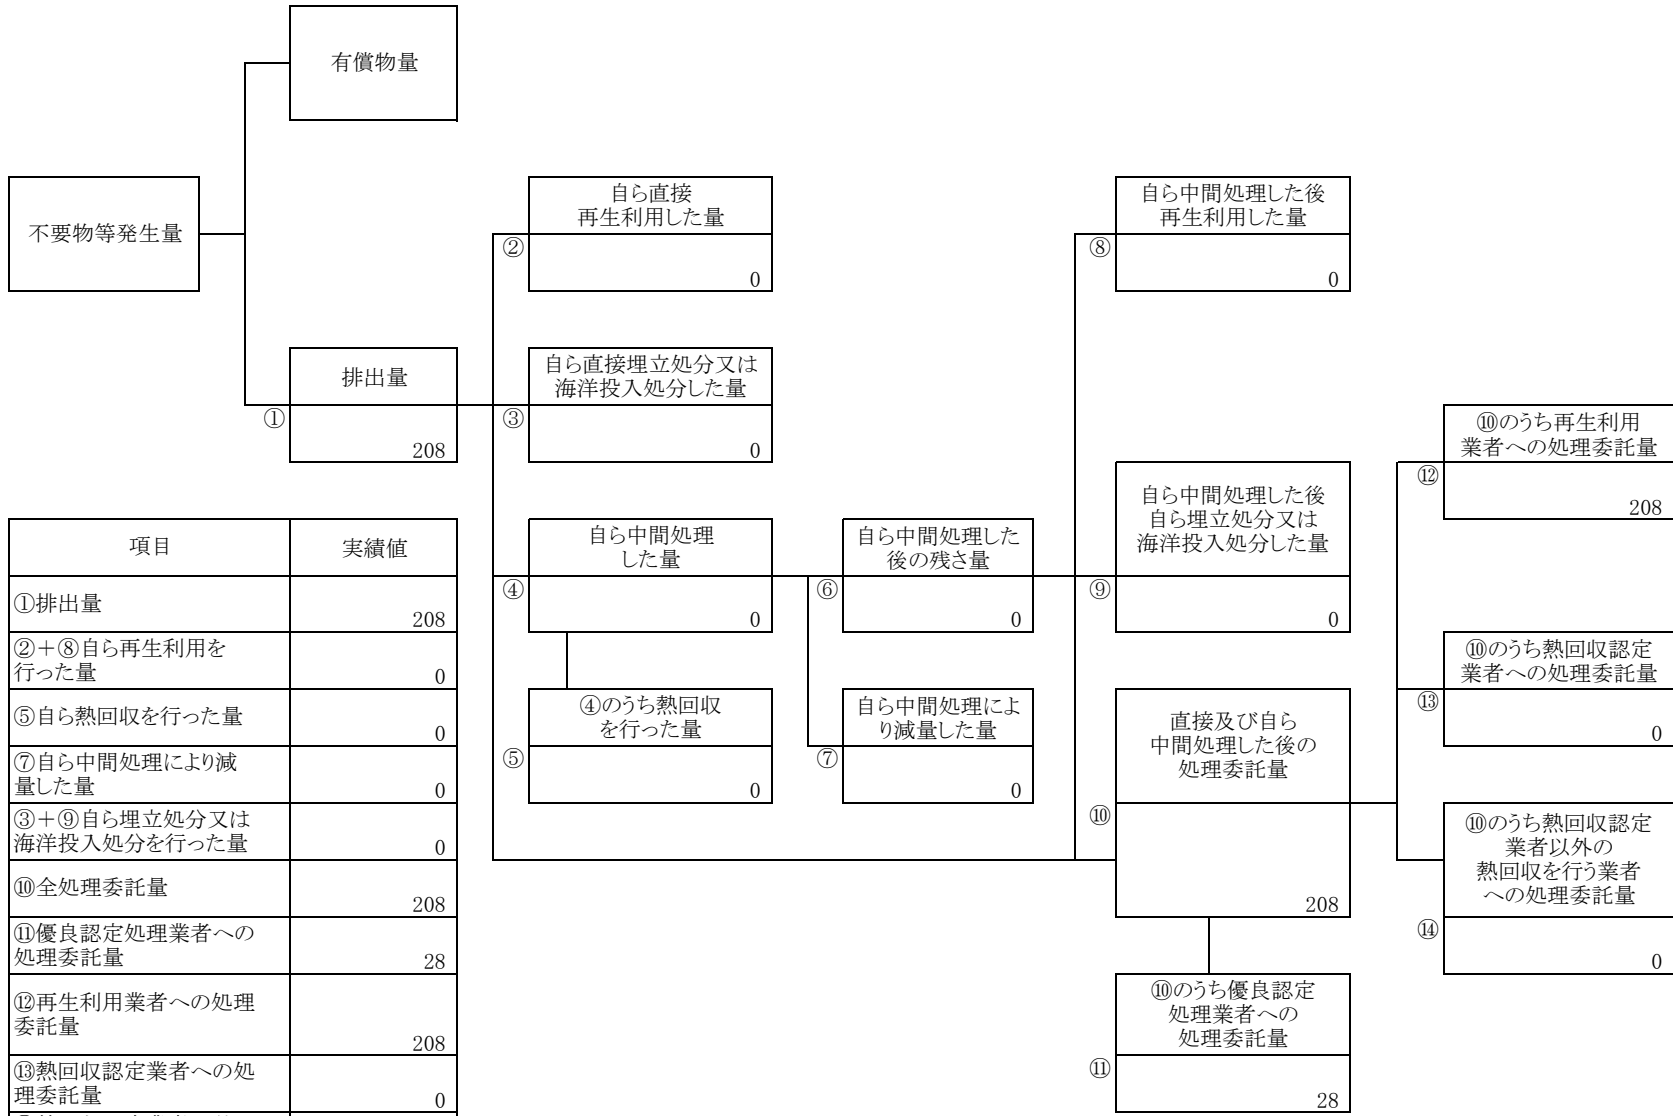 有償物量
不要物等発生量
自ら直接
再生利用した量
②
0
自ら中間処理した後
再生利用した量
⑧
0
排出量
①
208
自ら直接埋立処分又は
海洋投入処分した量
③
0
⑩のうち再生利用
業者への処理委託量
⑫
208
自ら中間処理
した量
④
0
自ら中間処理した
後の残さ量
⑥
0
自ら中間処理した後
自ら埋立処分又は
海洋投入処分した量
⑨
0
⑩のうち熱回収認定
業者への処理委託量
⑬
0
④のうち熱回収
を行った量
⑤
0
自ら中間処理によ
り減量した量
⑦
0
直接及び自ら
中間処理した後の
処理委託量
⑩
208
⑩のうち熱回収認定
業者以外の
熱回収を行う業者
への処理委託量
⑭
0
⑩のうち優良認定
処理業者への
処理委託量
⑪
28
項目
実績値
①排出量
208
②+⑧自ら再生利用を
行った量
0
⑤自ら熱回収を行った量
0
⑦自ら中間処理により減
量した量
0
③+⑨自ら埋立処分又は
海洋投入処分を行った量
0
⑩全処理委託量
208
⑪優良認定処理業者への
処理委託量
28
⑫再生利用業者への処理
委託量
208
⑬熱回収認定業者への処
理委託量
0